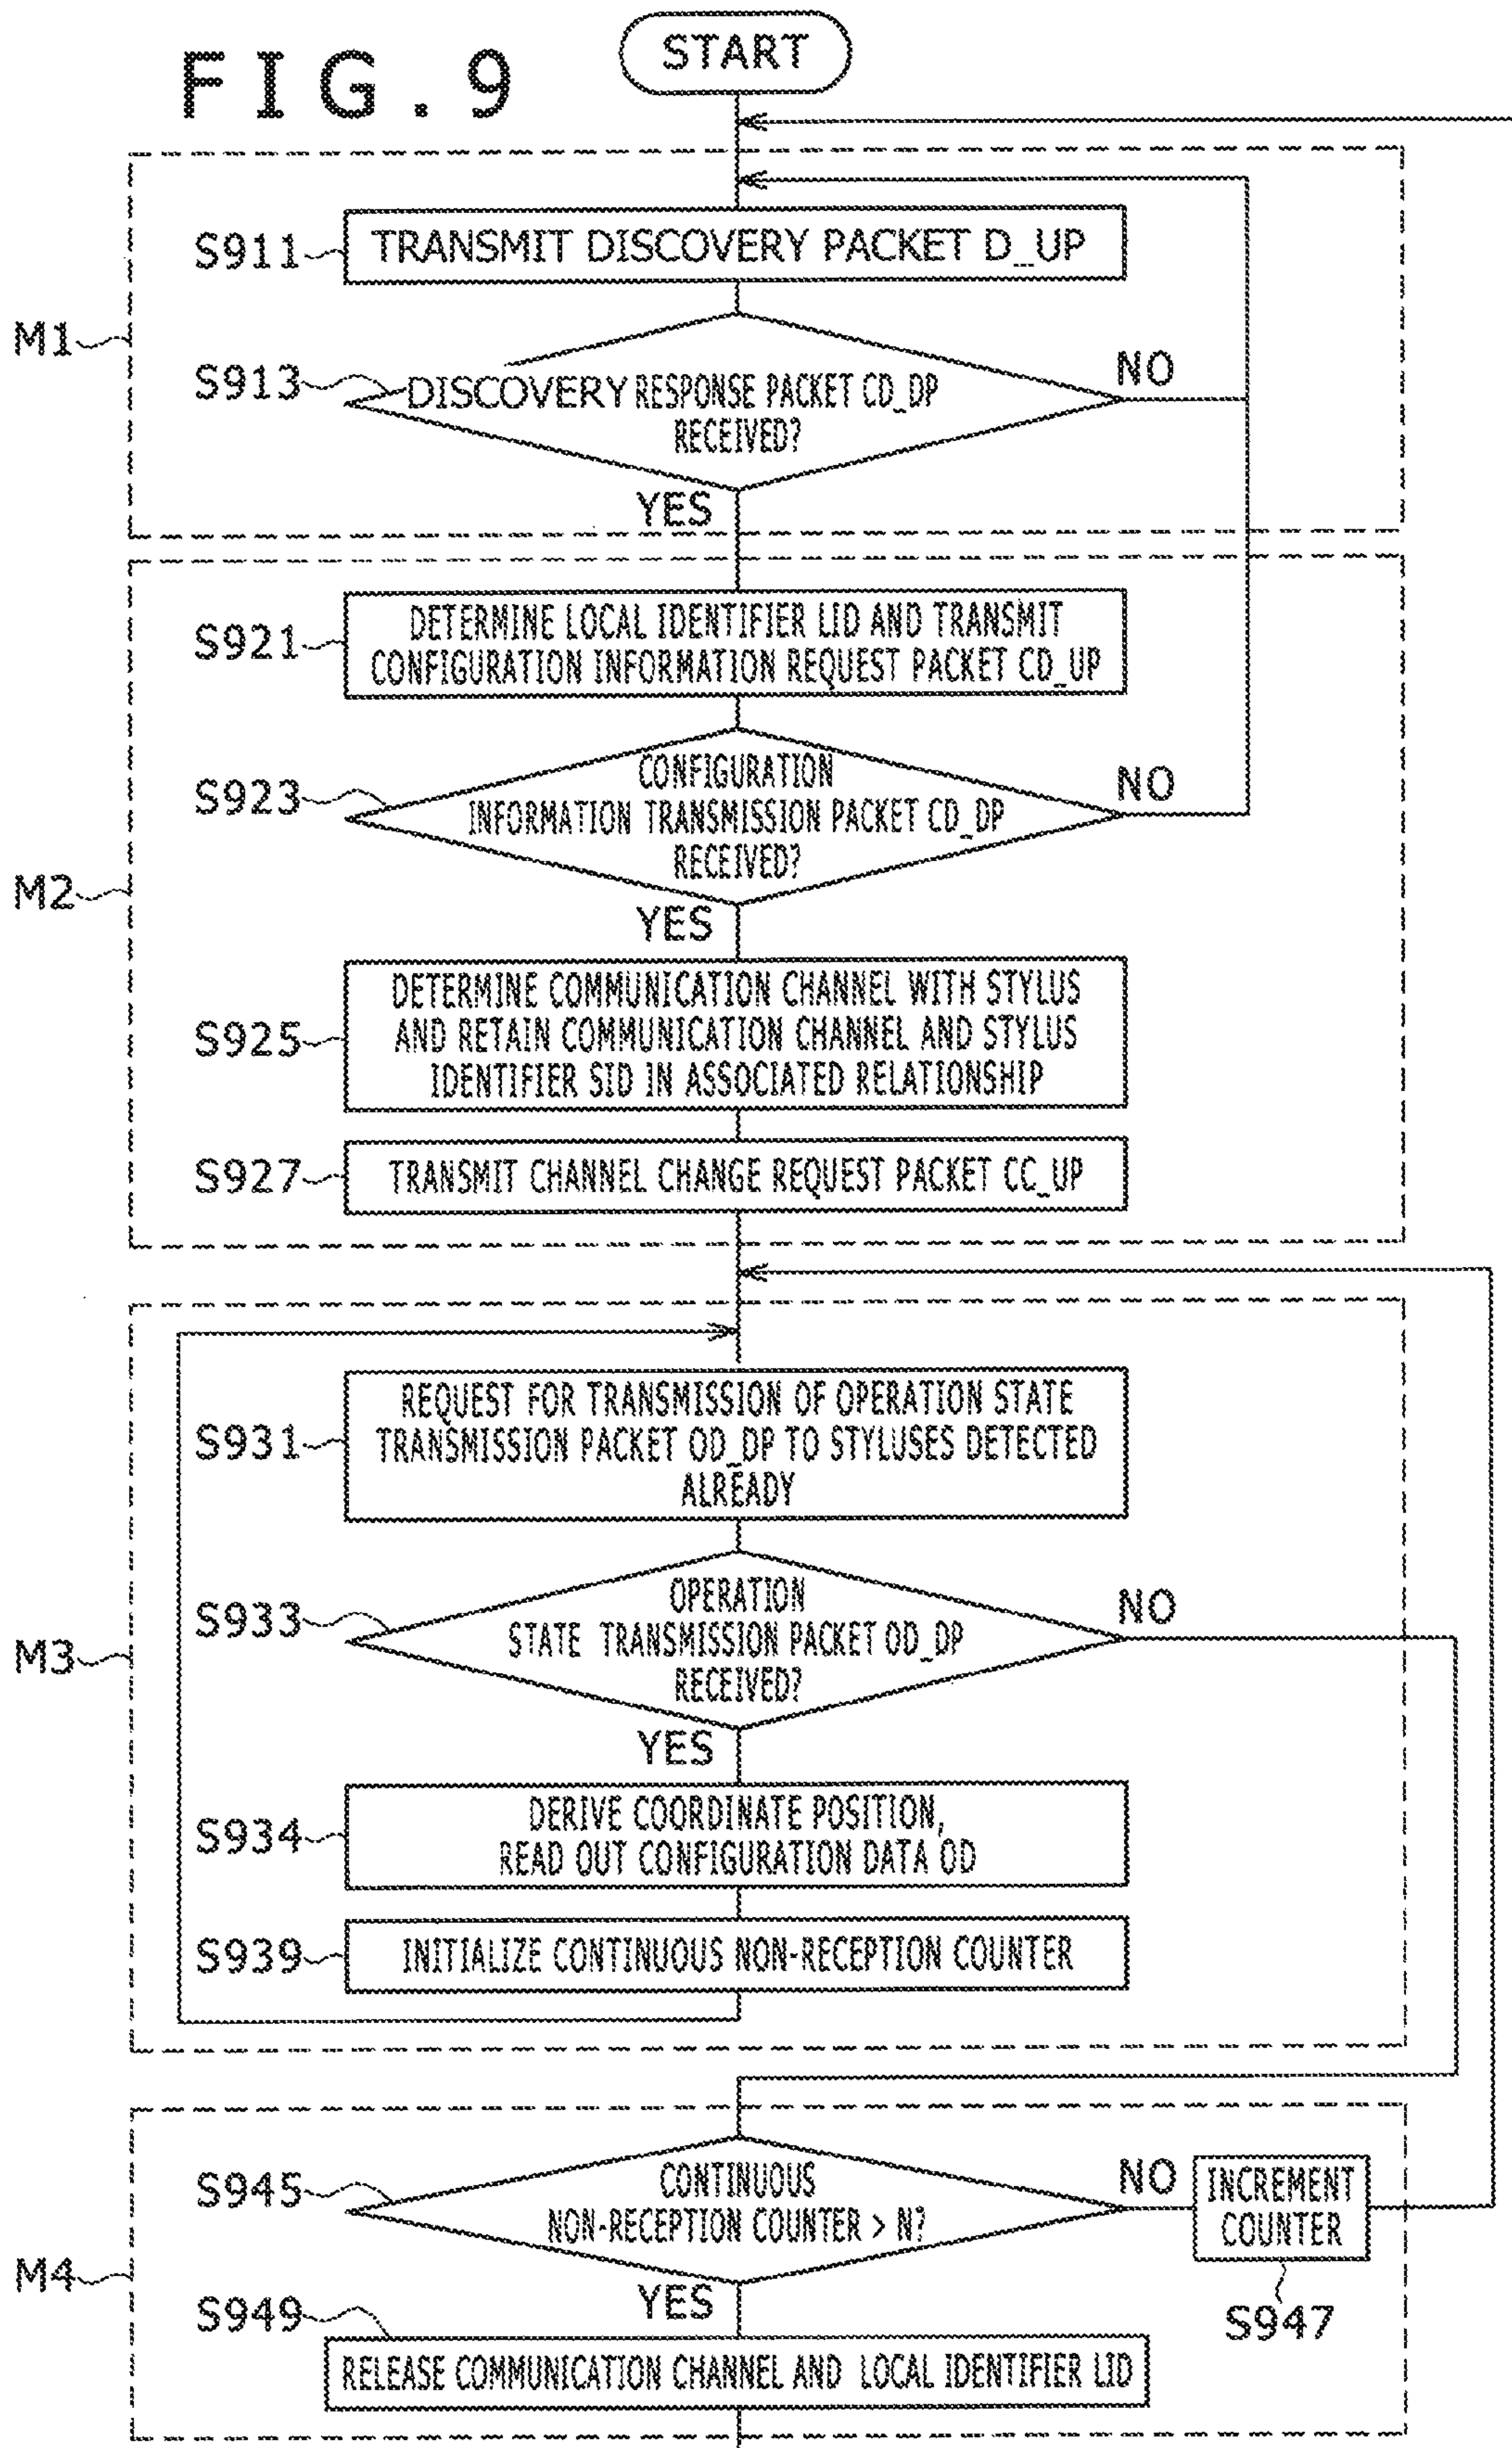 FIG.9
START
S911
TRANSMIT DISCOVERY PACKET D_UP
M1
S913
DISCOVERY RESPONSE PACKET CD_DP
RECEIVED?
NO
YES
S921
DETERMINE LOCAL IDENTIFIER LID AND TRANSMIT
CONFIGURATION INFORMATION REQUEST PACKET CD_UP
S923
CONFIGURATION
INFORMATION TRANSMISSION PACKET CD_DP
RECEIVED?
NO
M2
YES
S925
DETERMINE COMMUNICATION CHANNEL WITH STYLUS
AND RETAIN COMMUNICATION CHANNEL AND STYLUS
IDENTIFIER SID IN ASSOCIATED RELATIONSHIP
S927
TRANSMIT CHANNEL CHANGE REQUEST PACKET CC_UP
S931
REQUEST FOR TRANSMISSION OF OPERATION STATE
TRANSMISSION PACKET OD_DP TO STYLUSES DETECTED
ALREADY
S933
OPERATION
STATE TRANSMISSION PACKET OD_DP
RECEIVED?
NO
M3
YES
S934
DERIVE COORDINATE POSITION,
READ OUT CONFIGURATION DATA OD
S939
INITIALIZE CONTINUOUS NON-RECEPTION COUNTER
S945
CONTINUOUS
NON-RECEPTION COUNTER > N?
NO
INCREMENT
COUNTER
S947
M4
YES
S949
RELEASE COMMUNICATION CHANNEL AND LOCAL IDENTIFIER LID